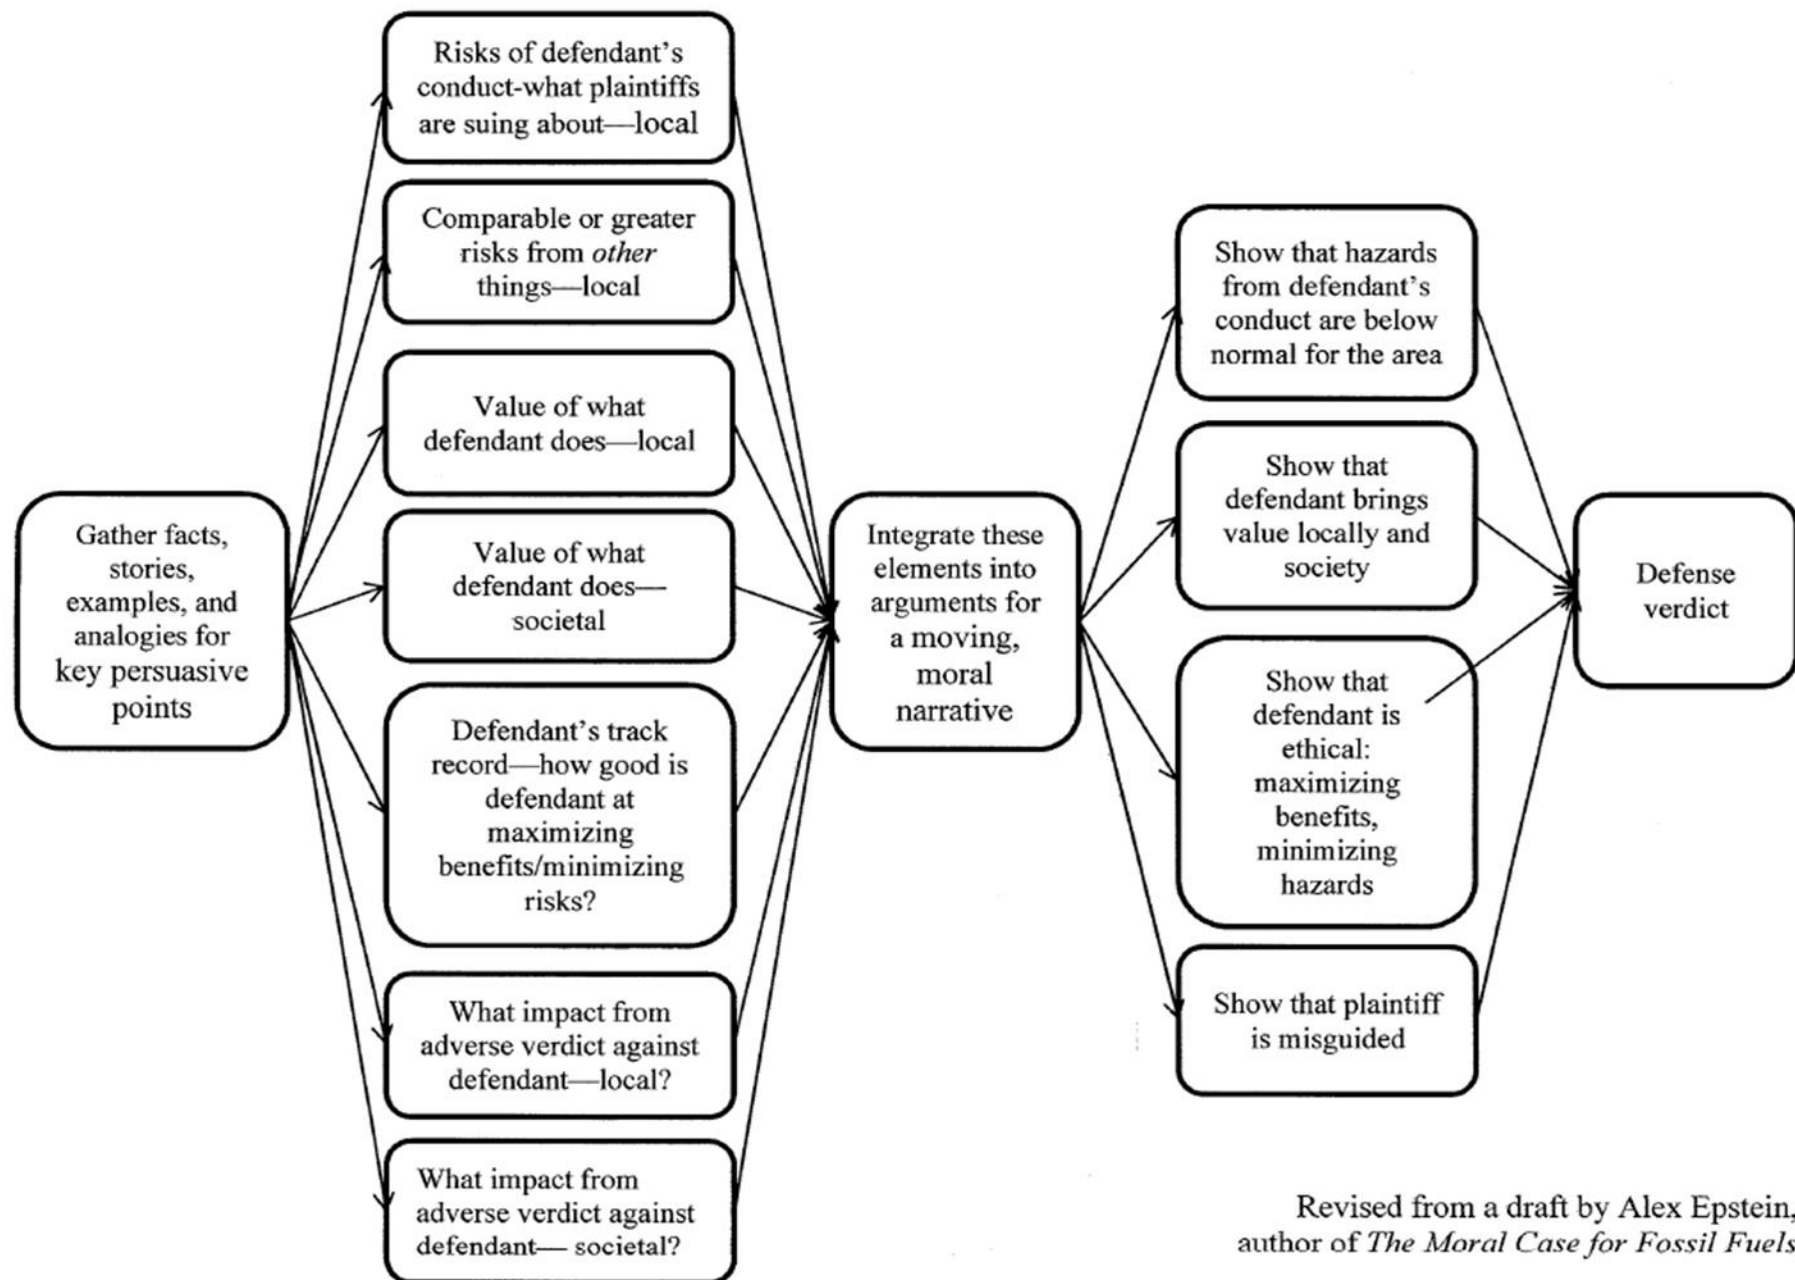 Risks of defendant's
conduct-what plaintiffs
are suing about—local
Comparable or greater
risks from other
things—local
Value of what
defendant does—local
Value of what
defendant does—
societal
Defendant's track
record—how good is
defendant at
maximizing
benefits/minimizing
risks?
What impact from
adverse verdict against
defendant—local?
What impact from
adverse verdict against
defendant— societal?
Gather facts,
stories,
examples, and
analogies for
key persuasive
points
Integrate these
elements into
arguments for
a moving,
moral
narrative
Show that hazards
from defendant's
conduct are below
normal for the area
Show that
defendant brings
value locally and
society
Show that
defendant is
ethical:
maximizing
benefits,
minimizing
hazards
Show that plaintiff
is misguided
Defense
verdict
Revised from a draft by Alex Epstein,
author of The Moral Case for Fossil Fuels